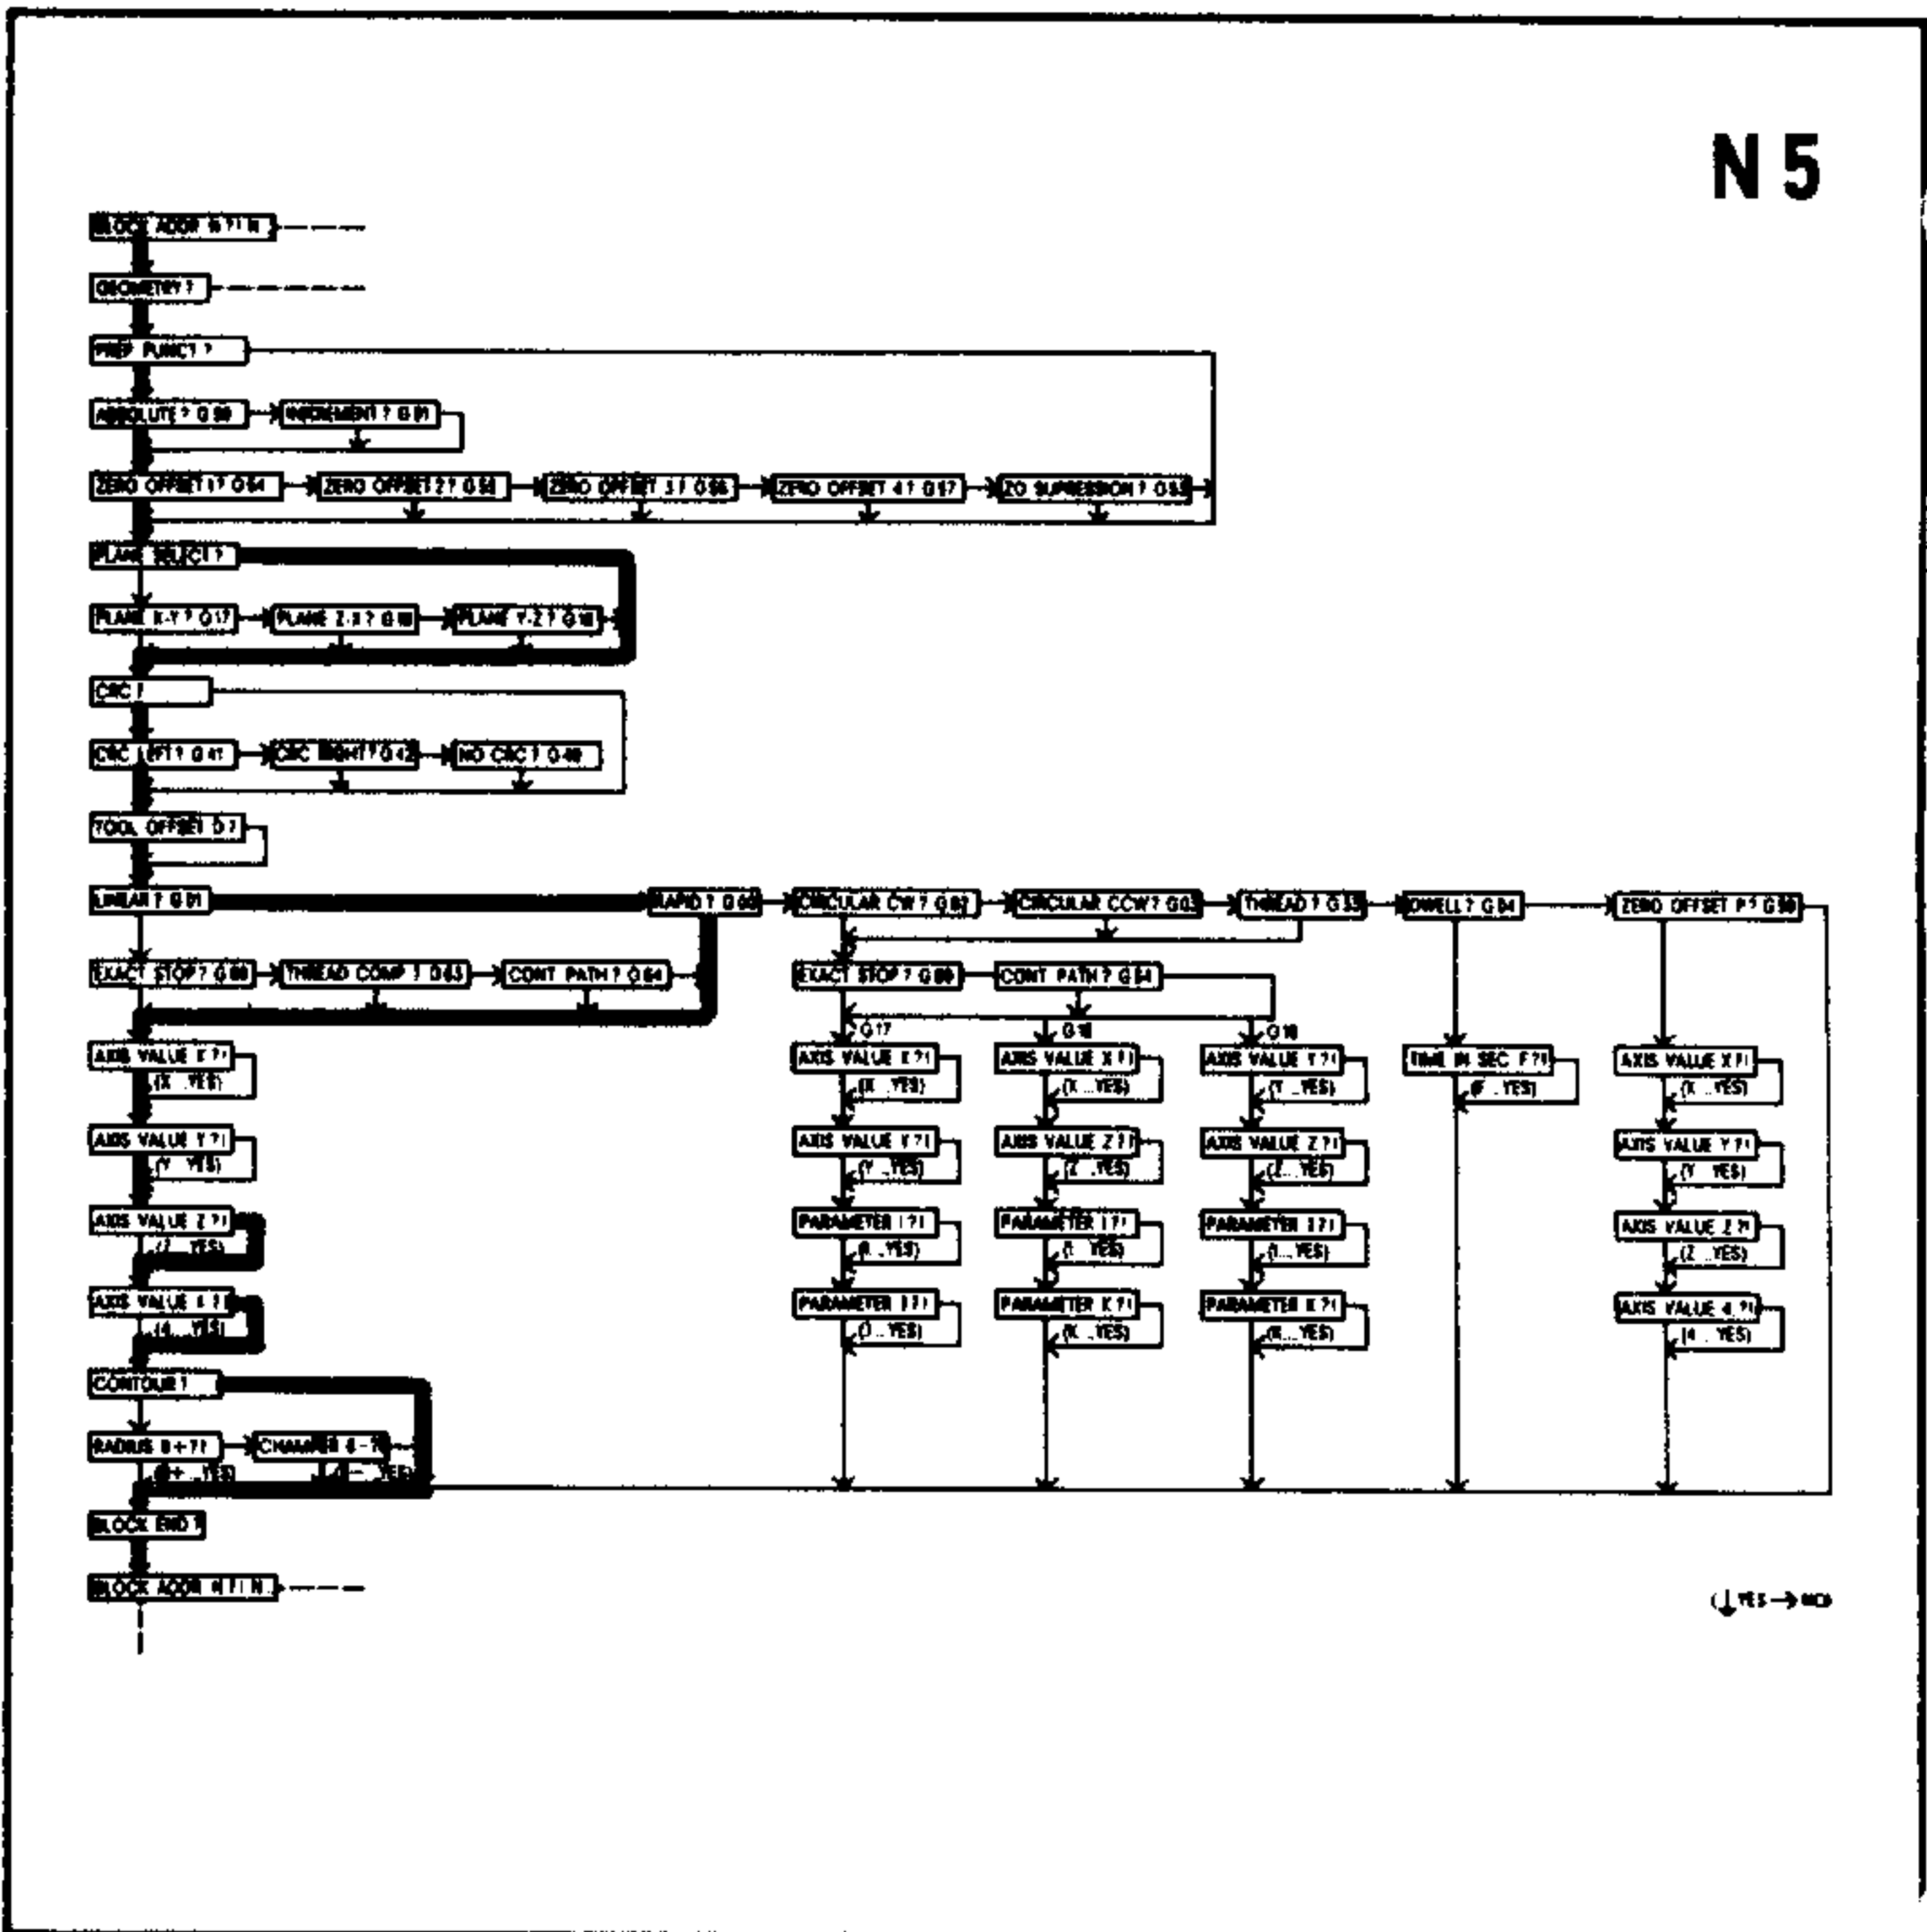 N 5
BLOCK ADDR N ?! N
GEOMETRY ?
PREP FUNCT ?
ABSOLUTE ? G 90 INCREMENT ? G 91
ZERO OFFSET 1 ? G 54 ZERO OFFSET 2 ? G 55 ZERO OFFSET 3 ? G 56 ZERO OFFSET 4 ? G 57 ZO SUPRESSION ? G 53
PLANE SELECT ?
PLANE X-Y ? G 17 PLANE Z-X ? G 18 PLANE Y-Z ?
CRC ?
CRC LEFT ? G 41 CRC RIGHT ? G 42 NO CRC ? G 40
TOOL OFFSET D ?
LINEAR ? G 01 RAPID ? G 00 CIRCULAR CW ? G 02 CIRCULAR CCW ? G 03 THREAD ? G 33 DWELL ? G 04 ZERO OFFSET P ?
EXACT STOP ? THREAD COMP ? G 63 CONT PATH ? G 64 EXACT STOP ? CONT PATH ? G 64
G 17 G 18
AXIS VALUE X ?! AXIS VALUE X ?! AXIS VALUE X ?! AXIS VALUE Y ?! TIME IN SEC F ?! AXIS VALUE X ?!
(X ...YES) (X ...YES) (X ...YES) (Y ...YES) (F ...YES) (X ...YES)
AXIS VALUE Y ?! AXIS VALUE Y ?! AXIS VALUE Z ?! AXIS VALUE Z ?! AXIS VALUE Y ?!
(Y ...YES) (Y ...YES) (Z ...YES) (Z ...YES) (Y ...YES)
AXIS VALUE Z ?! PARAMETER I ?! PARAMETER I ?! PARAMETER ?! AXIS VALUE Z ?!
(Z ...YES) (I ...YES) (I ...YES) YES) (Z ...YES)
AXIS VALUE 4 ?! PARAMETER J ?! PARAMETER K ?! PARAMETER K ?! AXIS VALUE 4 ?!
(4 ...YES) (J ...YES) (K ...YES) (K ...YES) (4 ...YES)
CONTOUR ?
RADIUS B + ?! CHAMFER B - ?!
(B+ ...YES) (B- ...YES)
BLOCK END ?
BLOCK ADDR N ?! N
(↓ YES → NO)